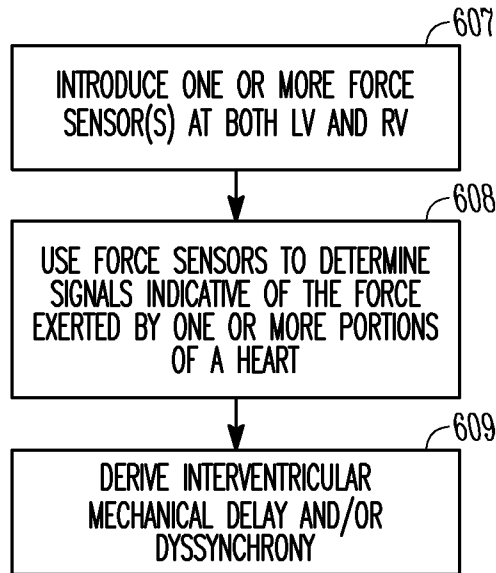 607
INTRODUCE ONE OR MORE FORCE
SENSOR(S) AT BOTH LV AND RV
608
USE FORCE SENSORS TO DETERMINE
SIGNALS INDICATIVE OF THE FORCE
EXERTED BY ONE OR MORE PORTIONS
OF A HEART
609
DERIVE INTERVENTRICULAR
MECHANICAL DELAY AND/OR
DYSSYNCHRONY